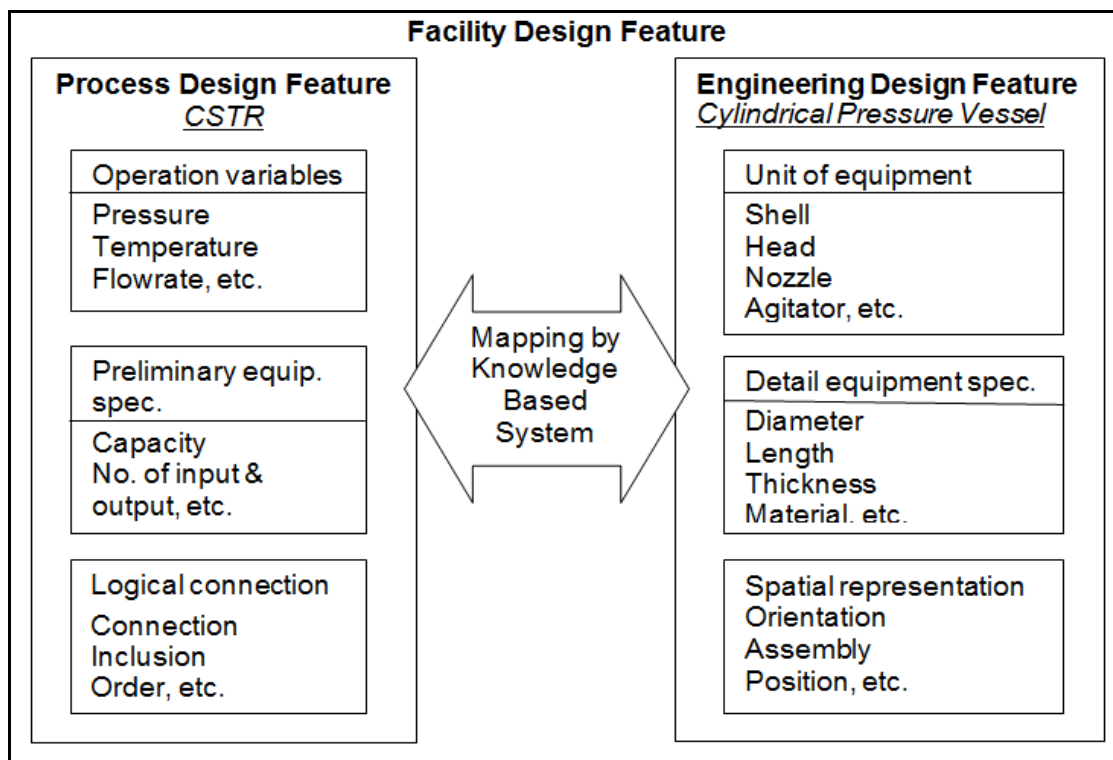 Facility Design Feature
Process Design Feature
CSTR
Operation variables
Pressure
Temperature
Flowrate, etc.
Preliminary equip.
spec.
Capacity
No. of input &
output, etc.
Logical connection
Connection
Inclusion
Order, etc.
Mapping by
Knowledge
Based
System
Engineering Design Feature
Cylindrical Pressure Vessel
Unit of equipment
Shell
Head
Nozzle
Agitator, etc.
Detail equipment spec.
Diameter
Length
Thickness
Material, etc.
Spatial representation
Orientation
Assembly
Position, etc.